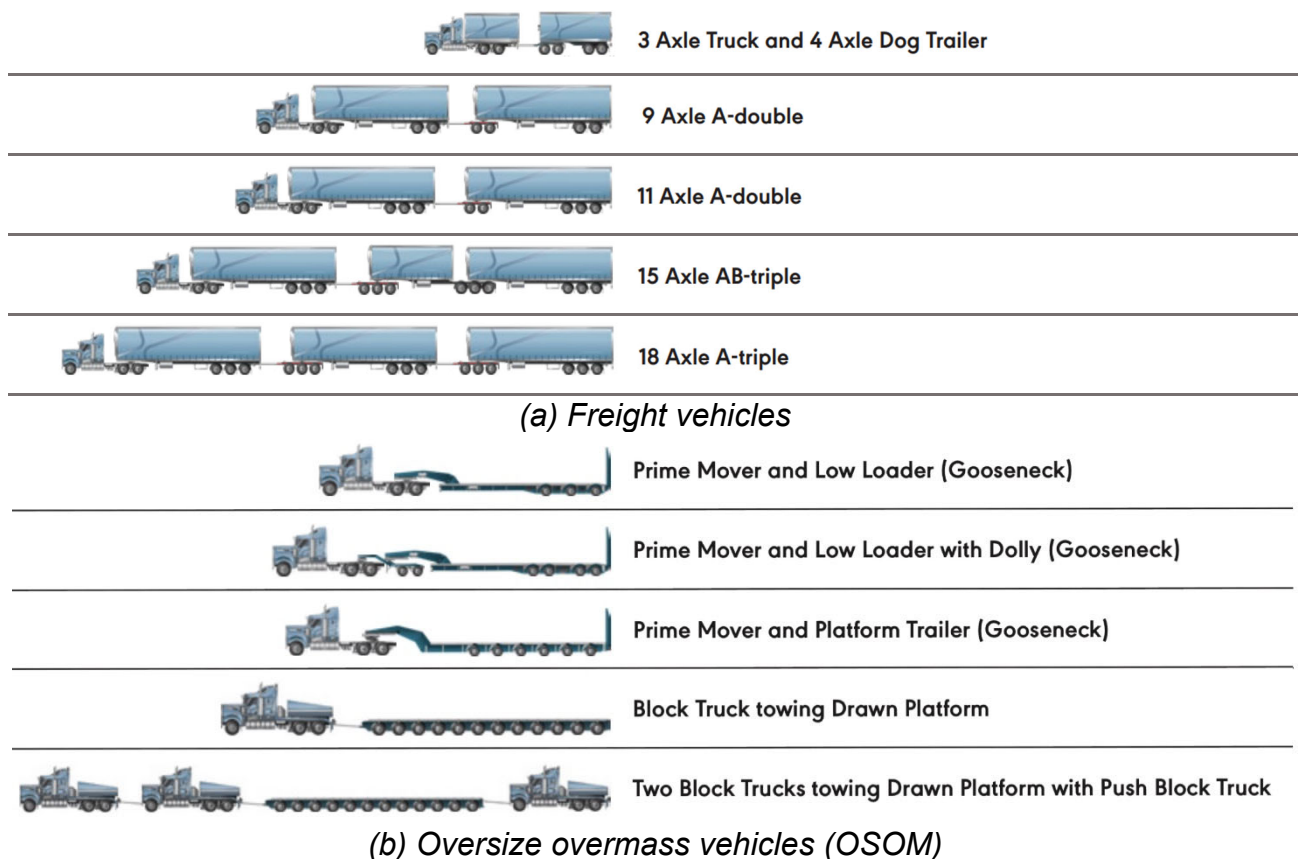 3 Axle Truck and 4 Axle Dog Trailer
9 Axle A-double
11 Axle A-double
15 Axle AB-triple
18 Axle A-triple
(a) Freight vehicles
Prime Mover and Low Loader (Gooseneck)
Prime Mover and Low Loader with Dolly (Gooseneck)
Prime Mover and Platform Trailer (Gooseneck)
Block Truck towing Drawn Platform
Two Block Trucks towing Drawn Platform with Push Block Truck
(b) Oversize overmass vehicles (OSOM)